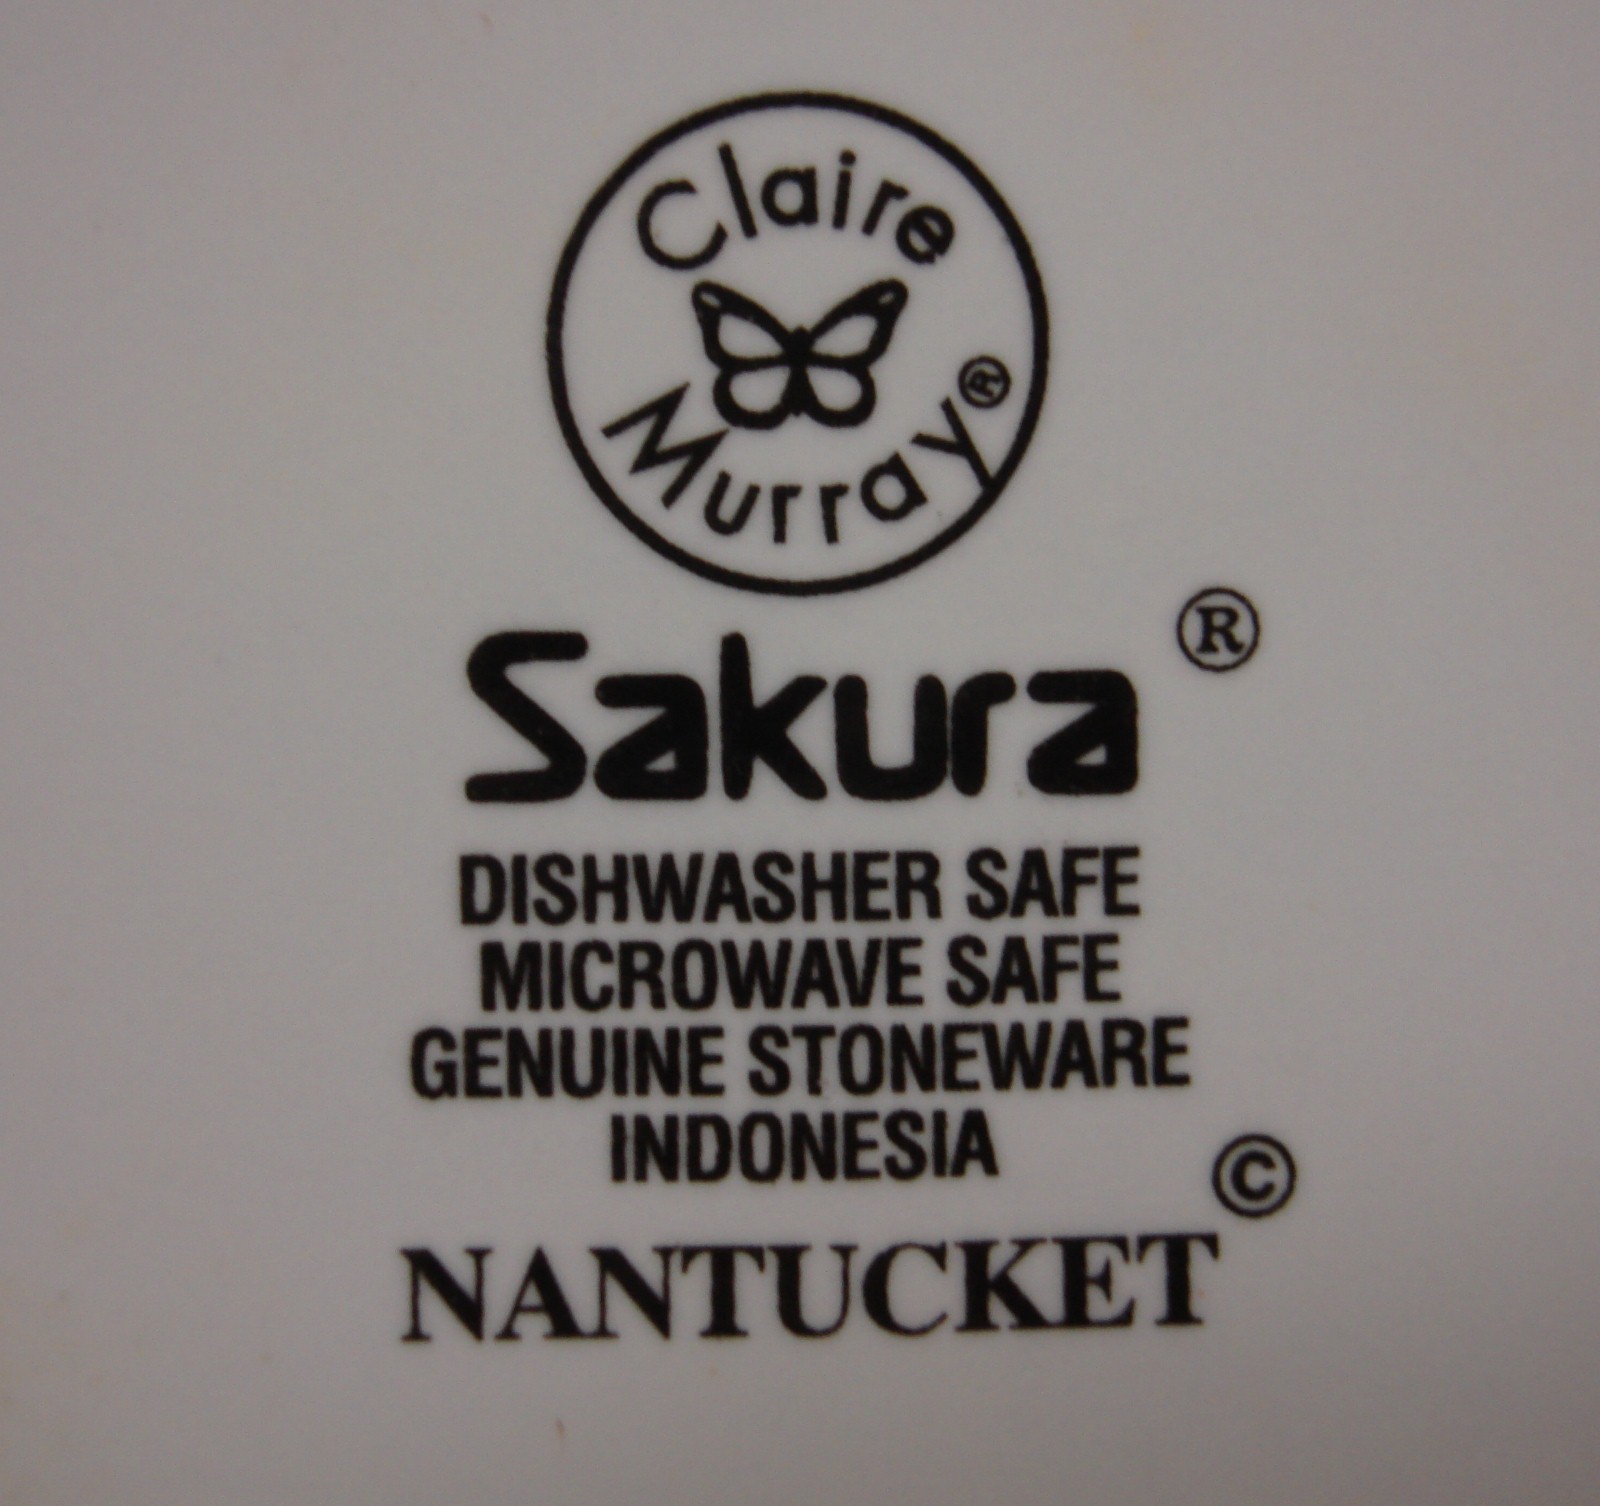 Claire
Murray®
Sakura®
DISHWASHER SAFE
MICROWAVE SAFE
GENUINE STONEWARE
INDONESIA
NANTUCKET©